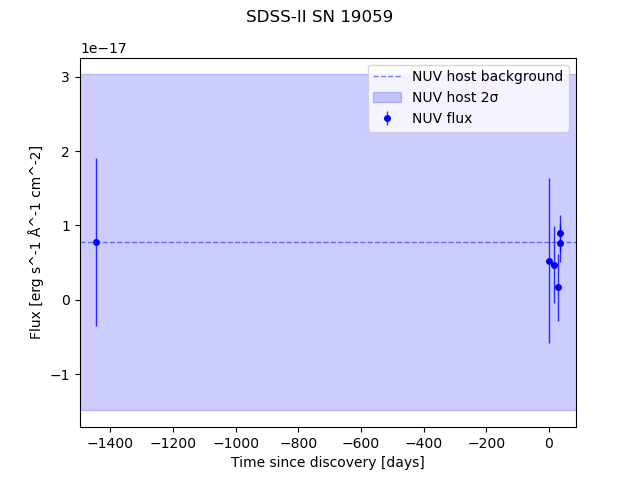 SDSS-II SN 19059
1e−17
NUV host background
NUV host 2σ
NUV flux
3
2
1
0
−1
Flux [erg s^-1 Å^-1 cm^-2]
−1400 −1200 −1000 −800 −600 −400 −200 0
Time since discovery [days]